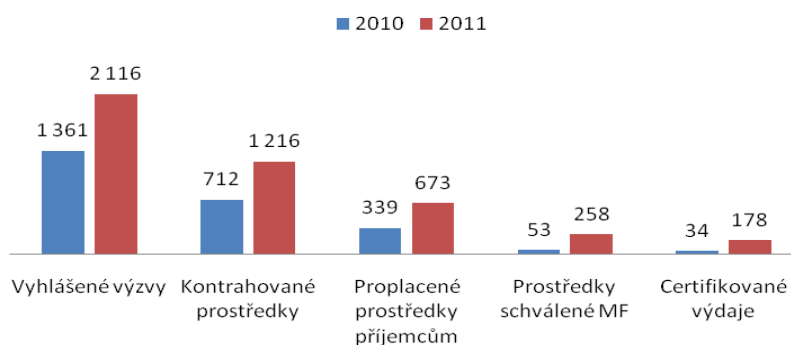 2010 2011
2 116
1 361
1 216
712
673
339
258
53
178
34
Vyhlášené výzvy
Kontrahované
prostředky
Proplacené
prostředky
příjemcům
Prostředky
schválené MF
Certifikované
výdaje